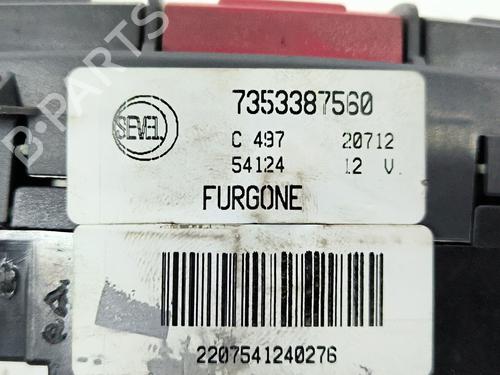 B-PARTS
SEVEL
7353387560
C 497 20712
54124 12 V.
FURGONE
2207541240276